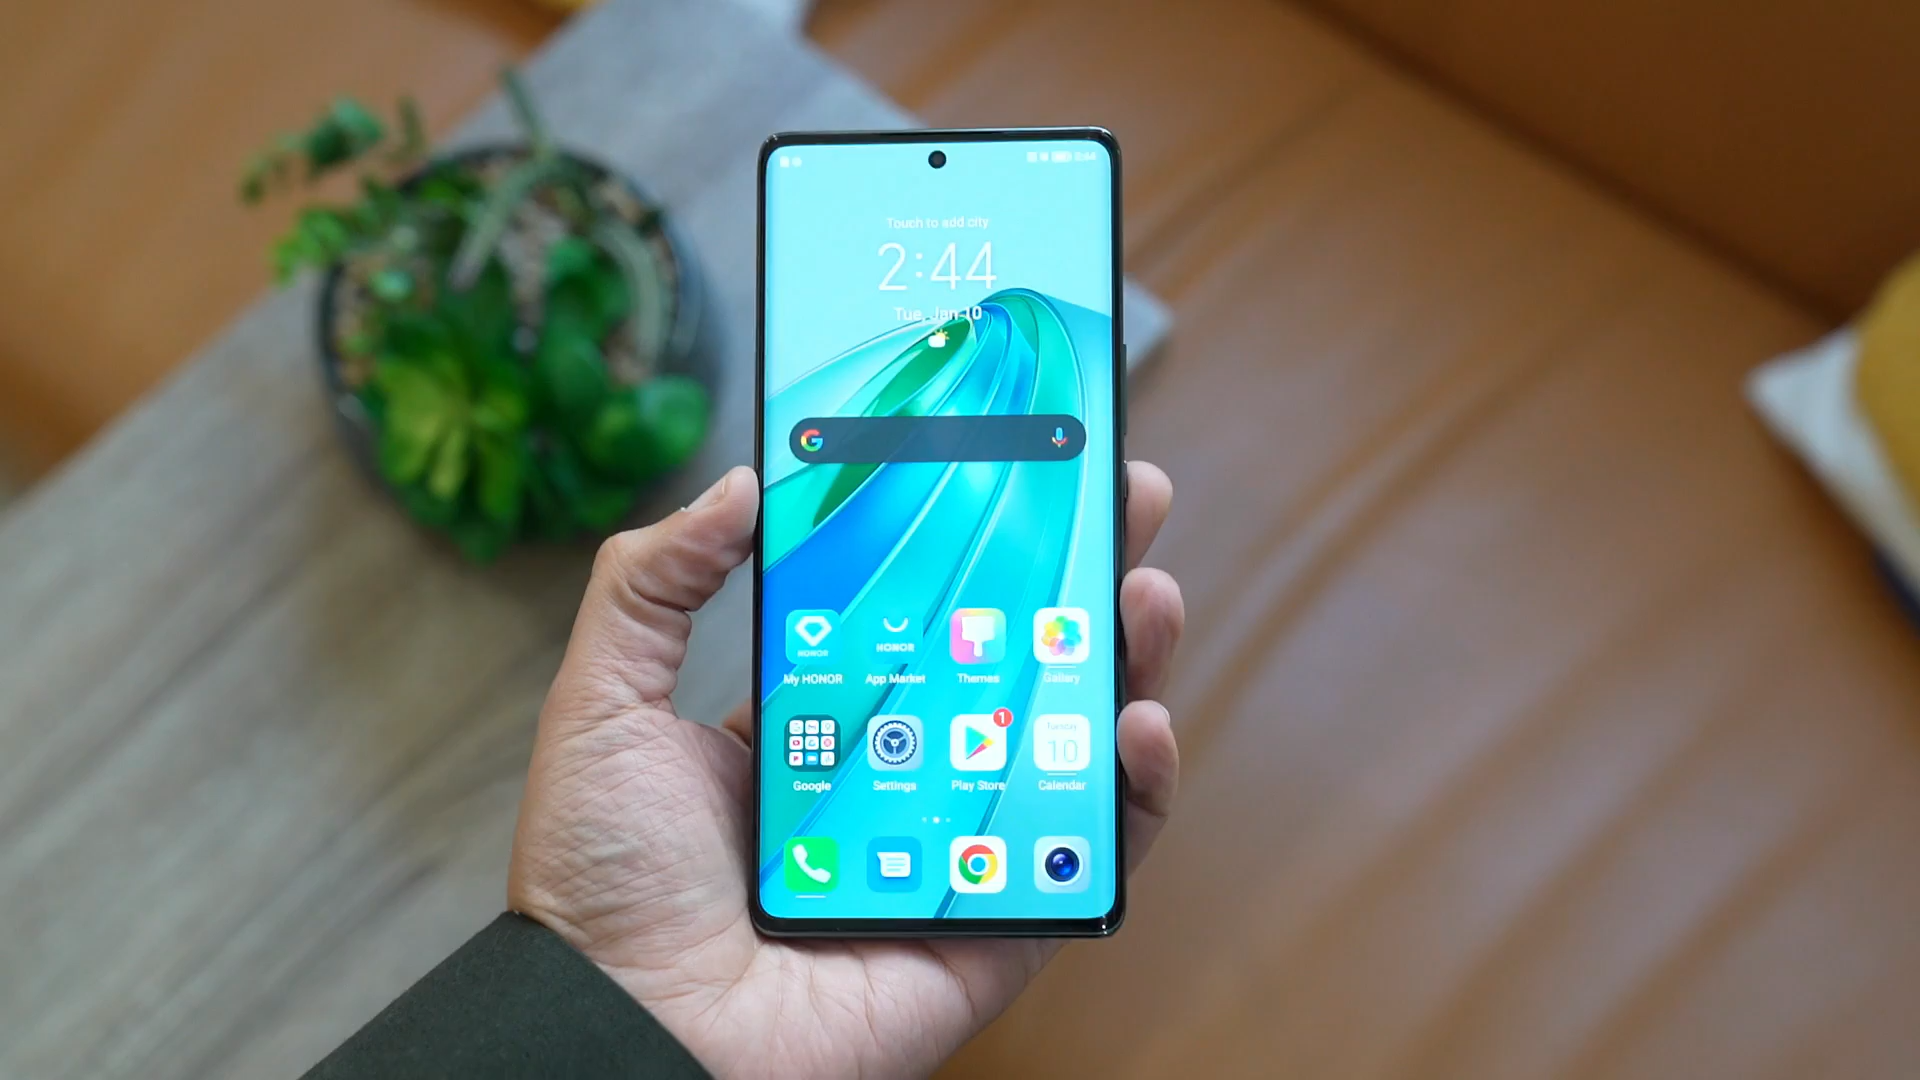 Touch to add city
2:44
Tue, Jan 10
HONOR
HONOR
My HONOR
App Market
Themes
Gallery
1
Tuesday
10
Google
Settings
Play Store
Calendar